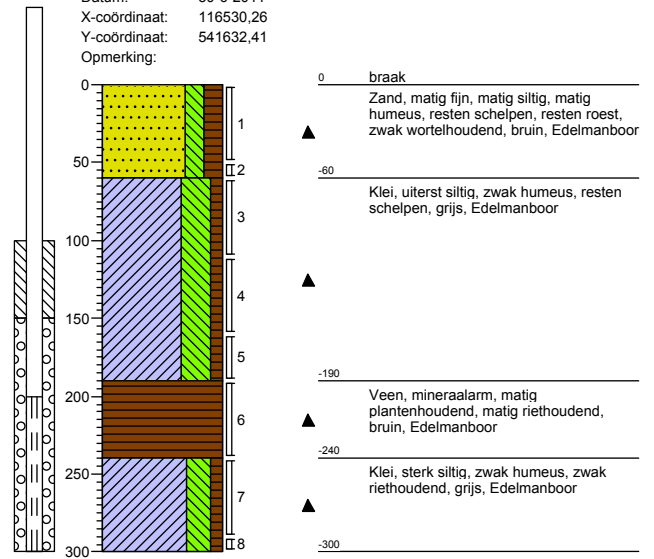 X-coördinaat: 116530,26
Y-coördinaat: 541632,41
Opmerking:
0
50
100
150
200
250
300
1
2
3
4
5
6
7
8
0 braak
Zand, matig fijn, matig siltig, matig
humeus, resten schelpen, resten roest,
zwak wortelhoudend, bruin, Edelmanboor
-60
Klei, uiterst siltig, zwak humeus, resten
schelpen, grijs, Edelmanboor
-190
Veen, mineraalarm, matig
plantenhoudend, matig riethoudend,
bruin, Edelmanboor
-240
Klei, sterk siltig, zwak humeus, zwak
riethoudend, grijs, Edelmanboor
-300